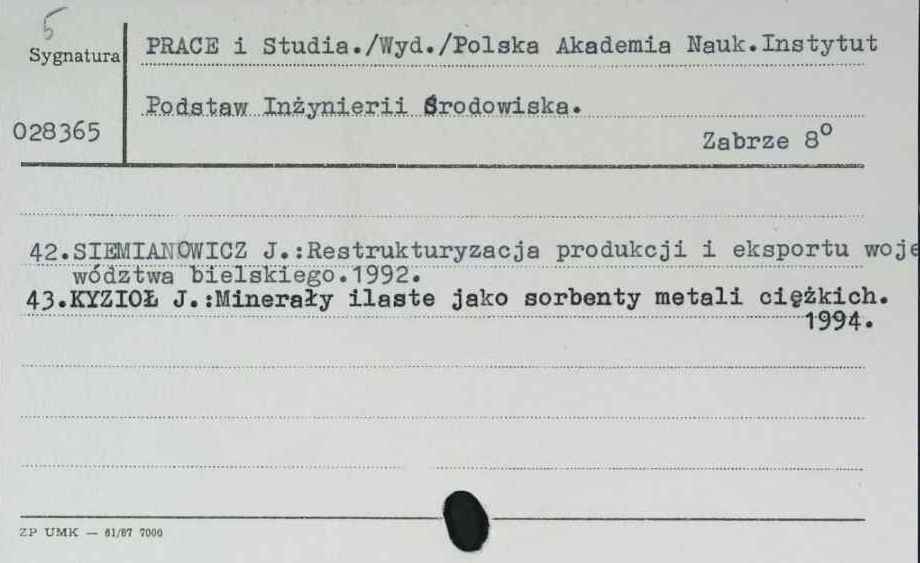 5
Sygnatura
PRACE i Studia./Wyd./Polska Akademia Nauk.Instytut
Podstaw Inżynierii Środowiska.
028365
Zabrze 8°
42.SIEMIANOWICZ J.:Restrukturyzacja produkcji i eksportu woje
wództwa bielskiego.1992.
43.KYZIOŁ J.:Minerały ilaste jako sorbenty metali ciężkich.
1994.
ZP UMK — 61/87 7000